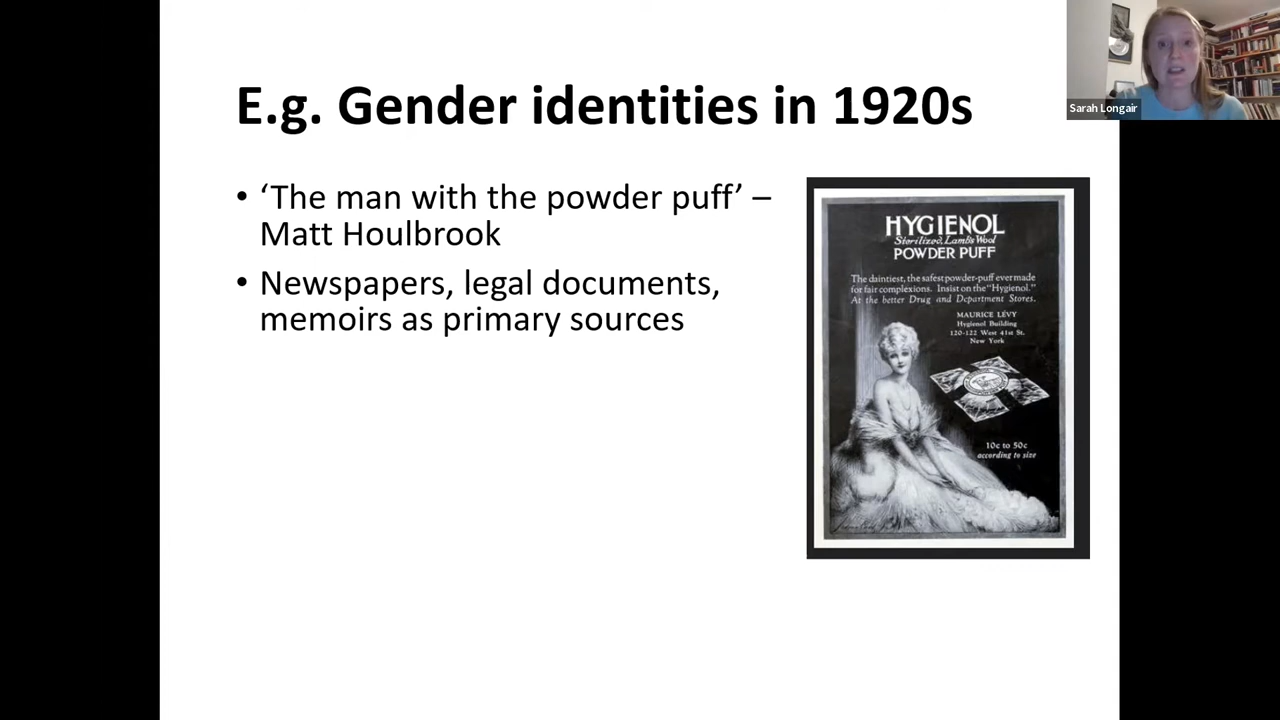 E.g. Gender identities in 1920s
• ‘The man with the powder puff’ –
Matt Houlbrook
• Newspapers, legal documents,
memoirs as primary sources
HYGIENOL
Sterilized, Lamb's Wool
POWDER PUFF
The daintiest, the safest powder-puff ever made
for fair complexions. Insist on the "Hygienol."
At the better Drug and Department Stores.
MAURICE LÉVY
Hygienol Building
120-122 West 41st St.
New York
10c to 50c
according to size
Sarah Longair